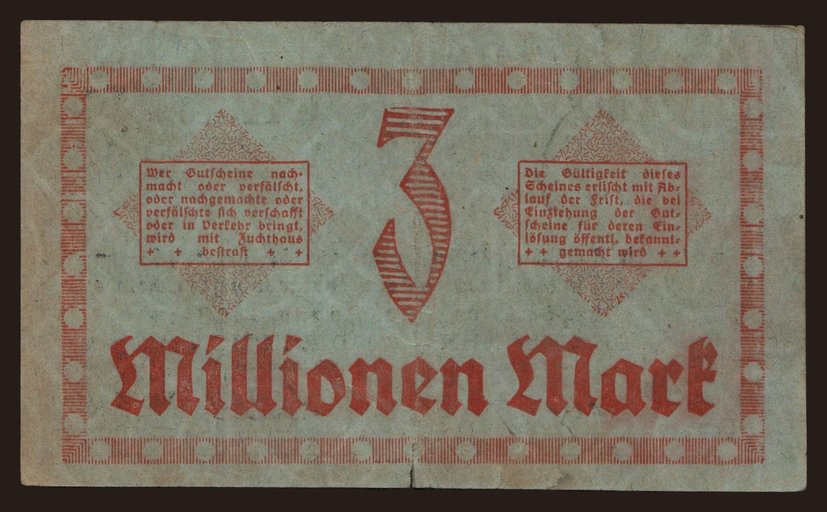 Wer Gutscheine nach-
macht oder verfälscht,
oder nachgemachte oder
verfälschte sich verschafft
oder in Verkehr bringt,
wird mit Zuchthaus
+ + bestraft + +
3
Die Gültigkeit dieses
Scheines erlischt mit Ab-
lauf der Frist, die bei
Einziehung der Gut-
scheine für deren Ein-
lösung öffentl. bekannt-
+ + gemacht wird + +
Millionen Mark